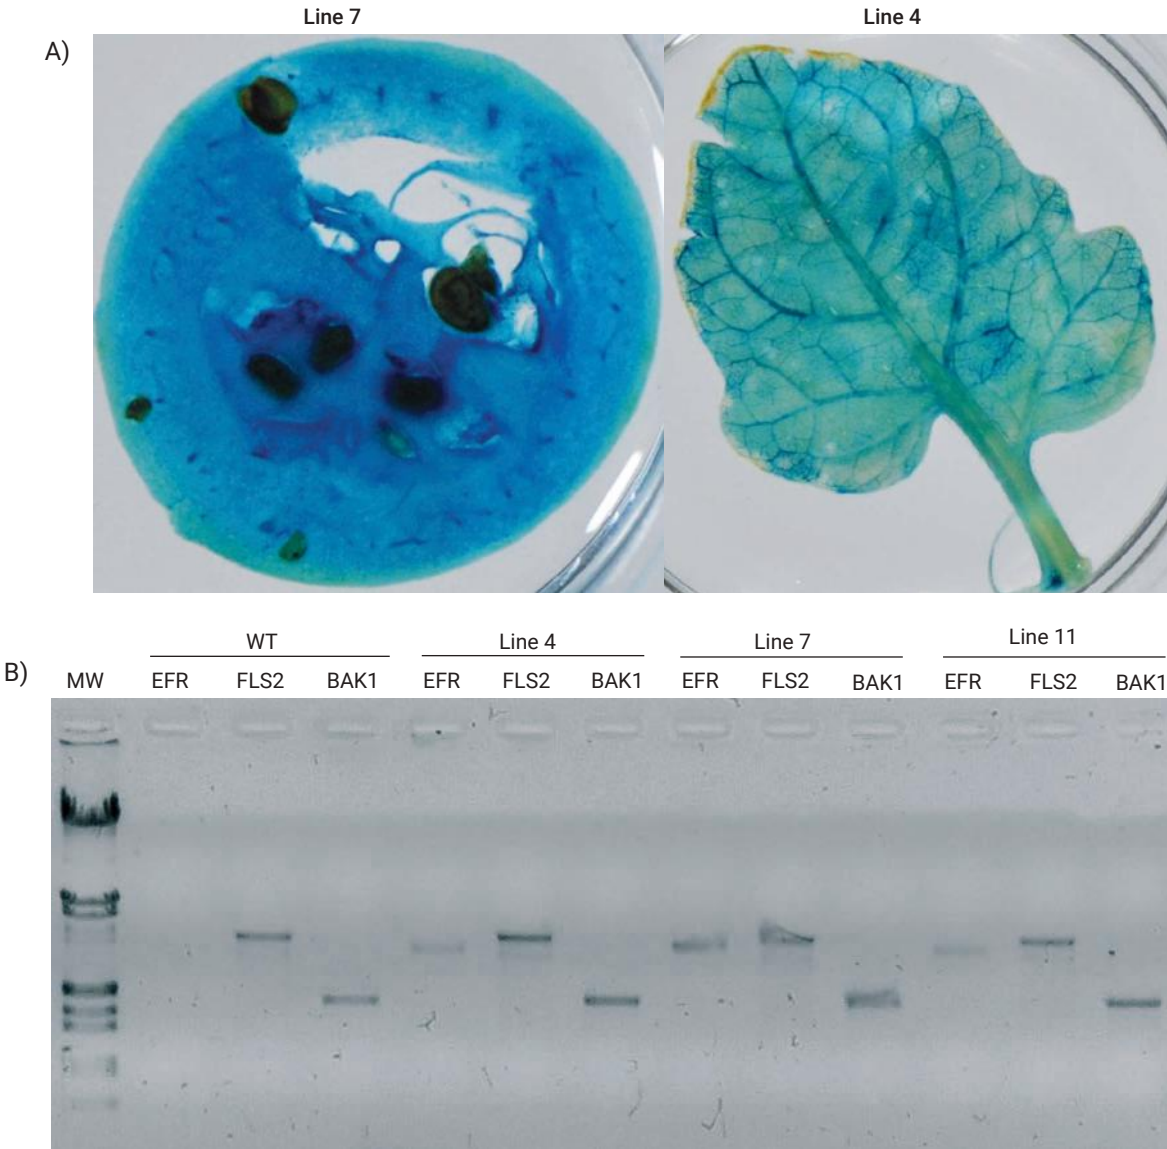 Line 7 Line 4
A)
WT Line 4 Line 7 Line 11
B)
MW EFR FLS2 BAK1 EFR FLS2 BAK1 EFR FLS2 BAK1 EFR FLS2 BAK1